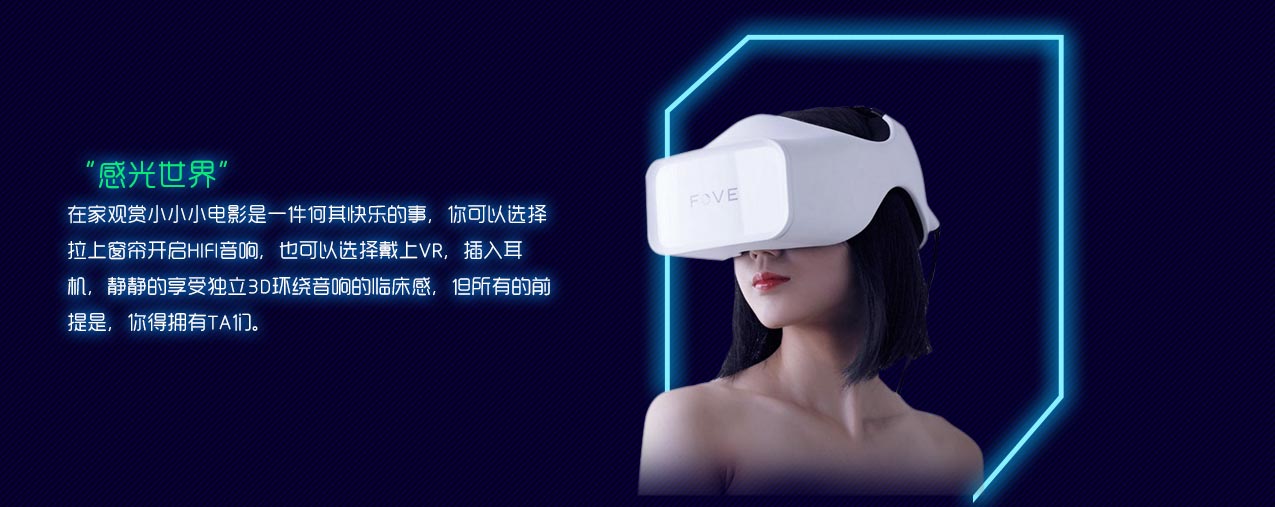 “感光世界”
在家观赏小小小电影是一件何其快乐的事，你可以选择
拉上窗帘开启HIFI音响，也可以选择戴上VR，插入耳
机，静静的享受独立3D环绕音响的临床感，但所有的前
提是，你得拥有TA们。
FOVE